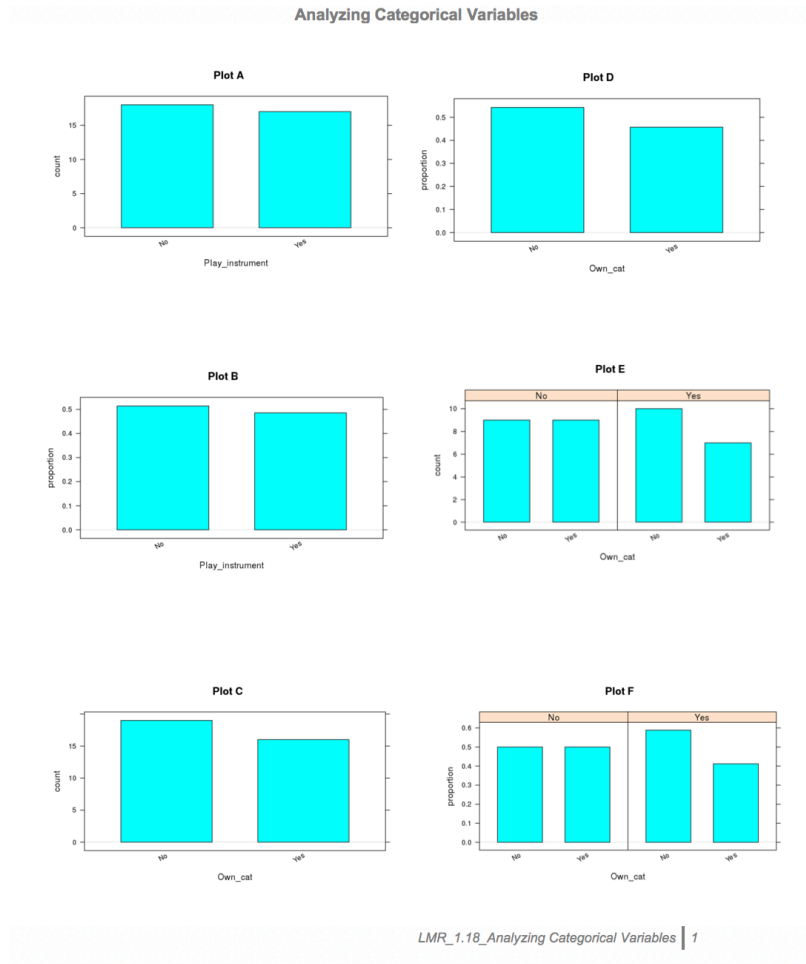 Analyzing Categorical Variables
Plot A
count
15
10
5
0
No Yes
Play_instrument
Plot D
proportion
0.5
0.4
0.3
0.2
0.1
0.0
No Yes
Own_cat
Plot B
proportion
0.5
0.4
0.3
0.2
0.1
0.0
No Yes
Play_instrument
Plot E
No Yes
count
10
8
6
4
2
0
No Yes No Yes
Own_cat
Plot C
count
15
10
5
0
No Yes
Own_cat
Plot F
No Yes
proportion
0.6
0.5
0.4
0.3
0.2
0.1
0.0
No Yes No Yes
Own_cat
LMR_1.18_Analyzing Categorical Variables 1